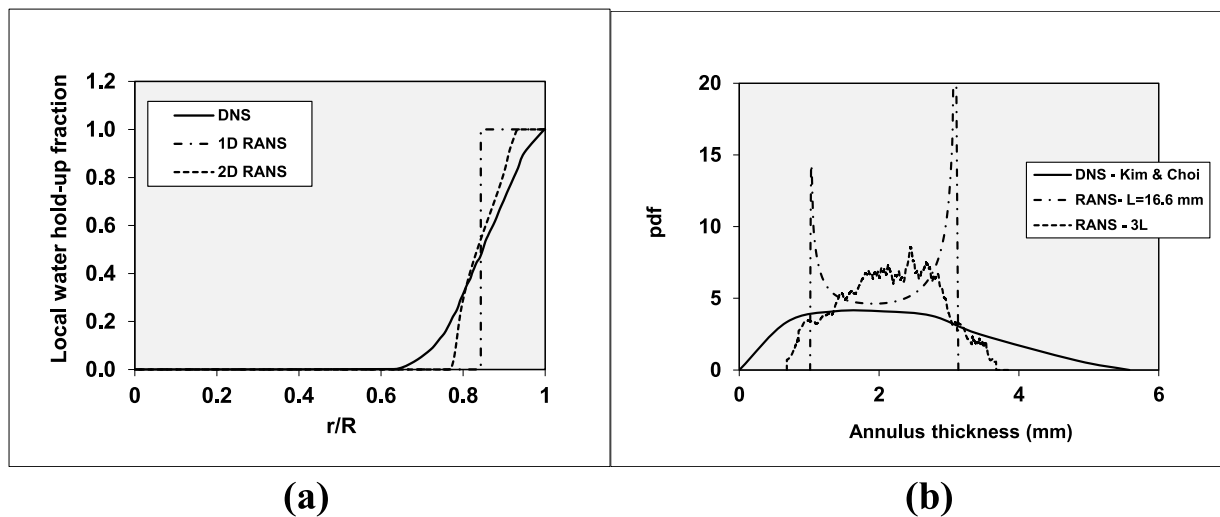 Local water hold-up fraction
1.2
1.0
0.8
0.6
0.4
0.2
0.0
DNS
1D RANS
2D RANS
0
0.2
0.4
0.6
0.8
1
r/R
(a)
pdf
20
15
10
5
0
DNS - Kim & Choi
RANS- L=16.6 mm
RANS - 3L
0
2
4
6
Annulus thickness (mm)
(b)